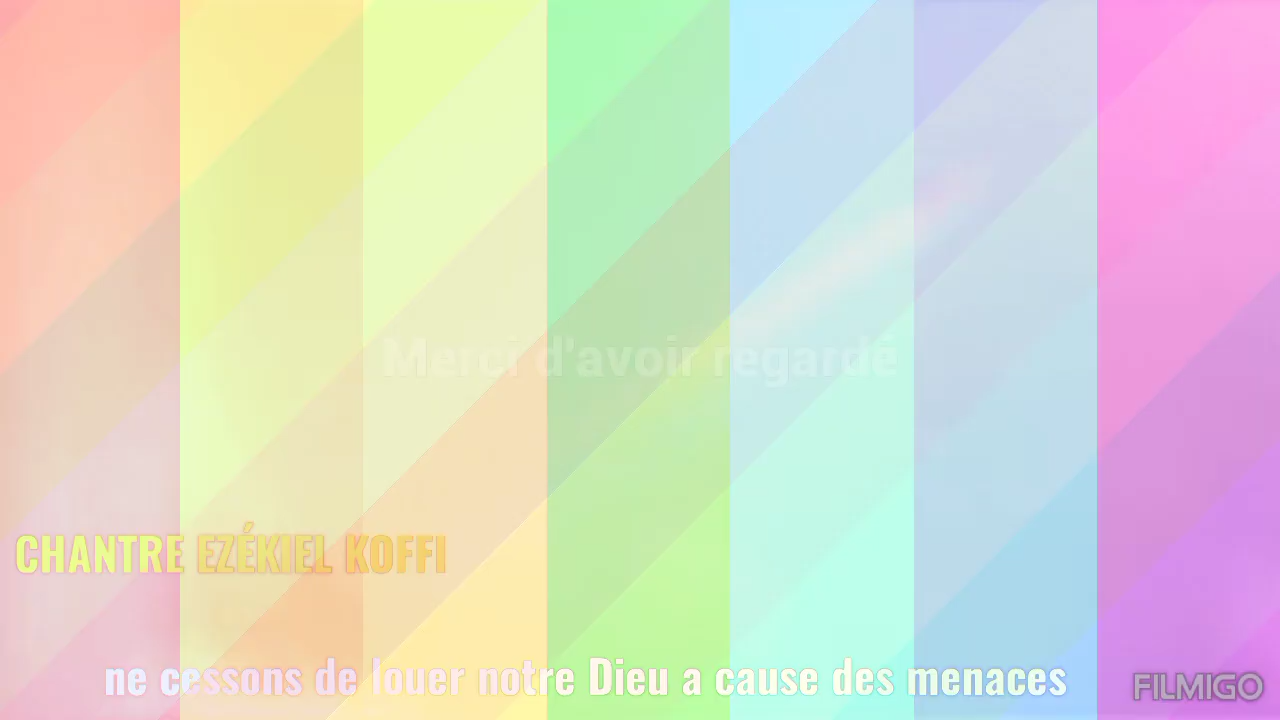 Merci d'avoir regardé
CHANTRE EZÉKIEL KOFFI
ne cessons de louer notre Dieu a cause des menaces
FILMIGO